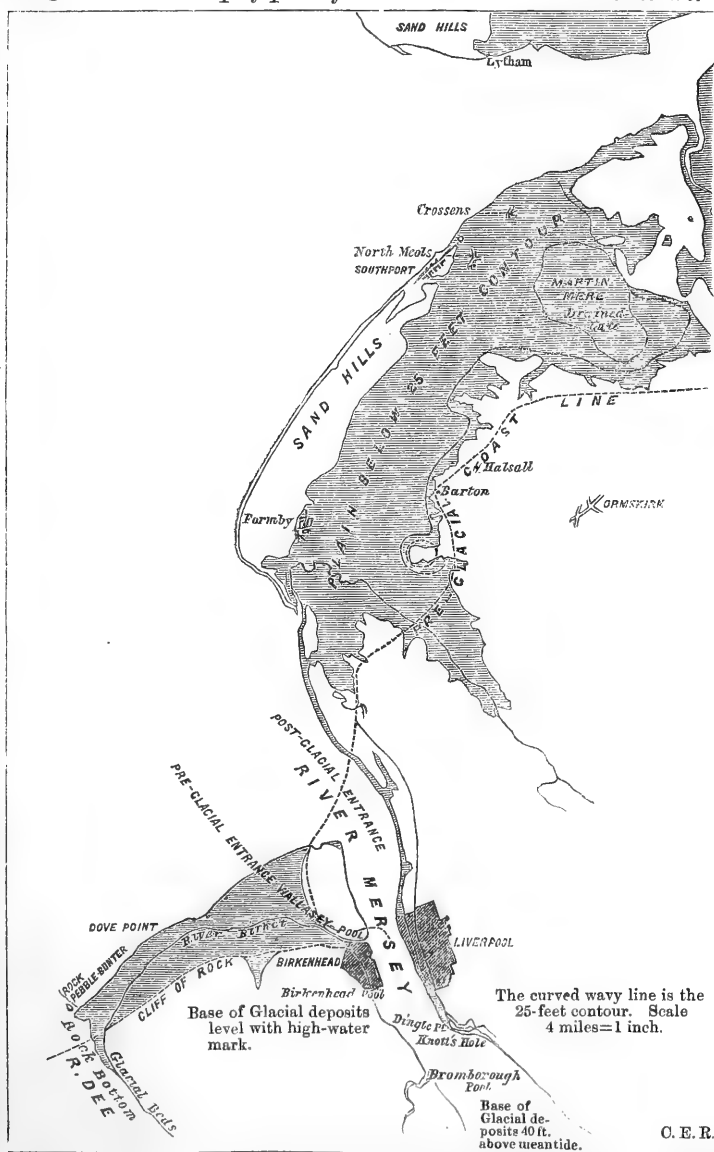 SAND HILLS
Lytham
Crossens
North Meols
SOUTHPORT
MARTIN
MERE
Drained
Lake
PLAIN BELOW 25 FEET CONTOUR
SAND HILLS
PRE-GLACIAL COAST LINE
Halsall
Barton
ORMSKIRK
Formby
POST-GLACIAL ENTRANCE
RIVER MERSEY
PRE-GLACIAL ENTRANCE WALLASEY-POOL
DOVE POINT
River Birket
LIVERPOOL
ROCK
PEBBLE-BUNTER
CLIFF OF ROCK
BIRKENHEAD
Birkenhead Pool
Base of Glacial deposits
level with high-water
mark.
The curved wavy line is the
25-feet contour. Scale
4 miles=1 inch.
Dingle Pt.
Knott's Hole
Rock Bottom
R. DEE
Glacial Beds
Bromborough
Pool.
Base of
Glacial de-
posits 40 ft.
above meantide.
C. E. R.